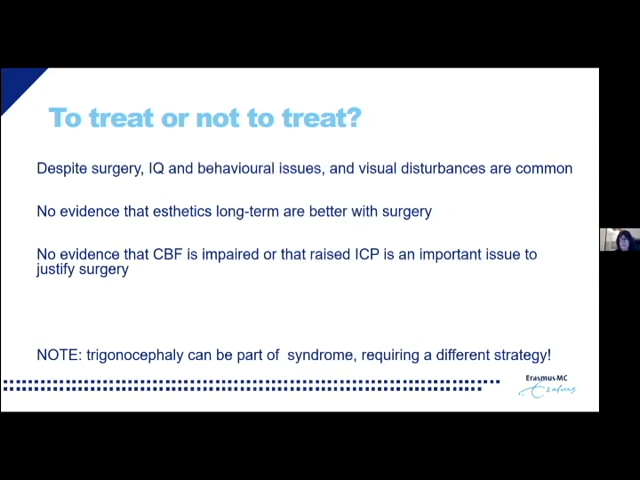 To treat or not to treat?
Despite surgery, IQ and behavioural issues, and visual disturbances are common
No evidence that esthetics long-term are better with surgery
No evidence that CBF is impaired or that raised ICP is an important issue to
justify surgery
NOTE: trigonocephaly can be part of  syndrome, requiring a different strategy!
Erasmus MC
Erasmus